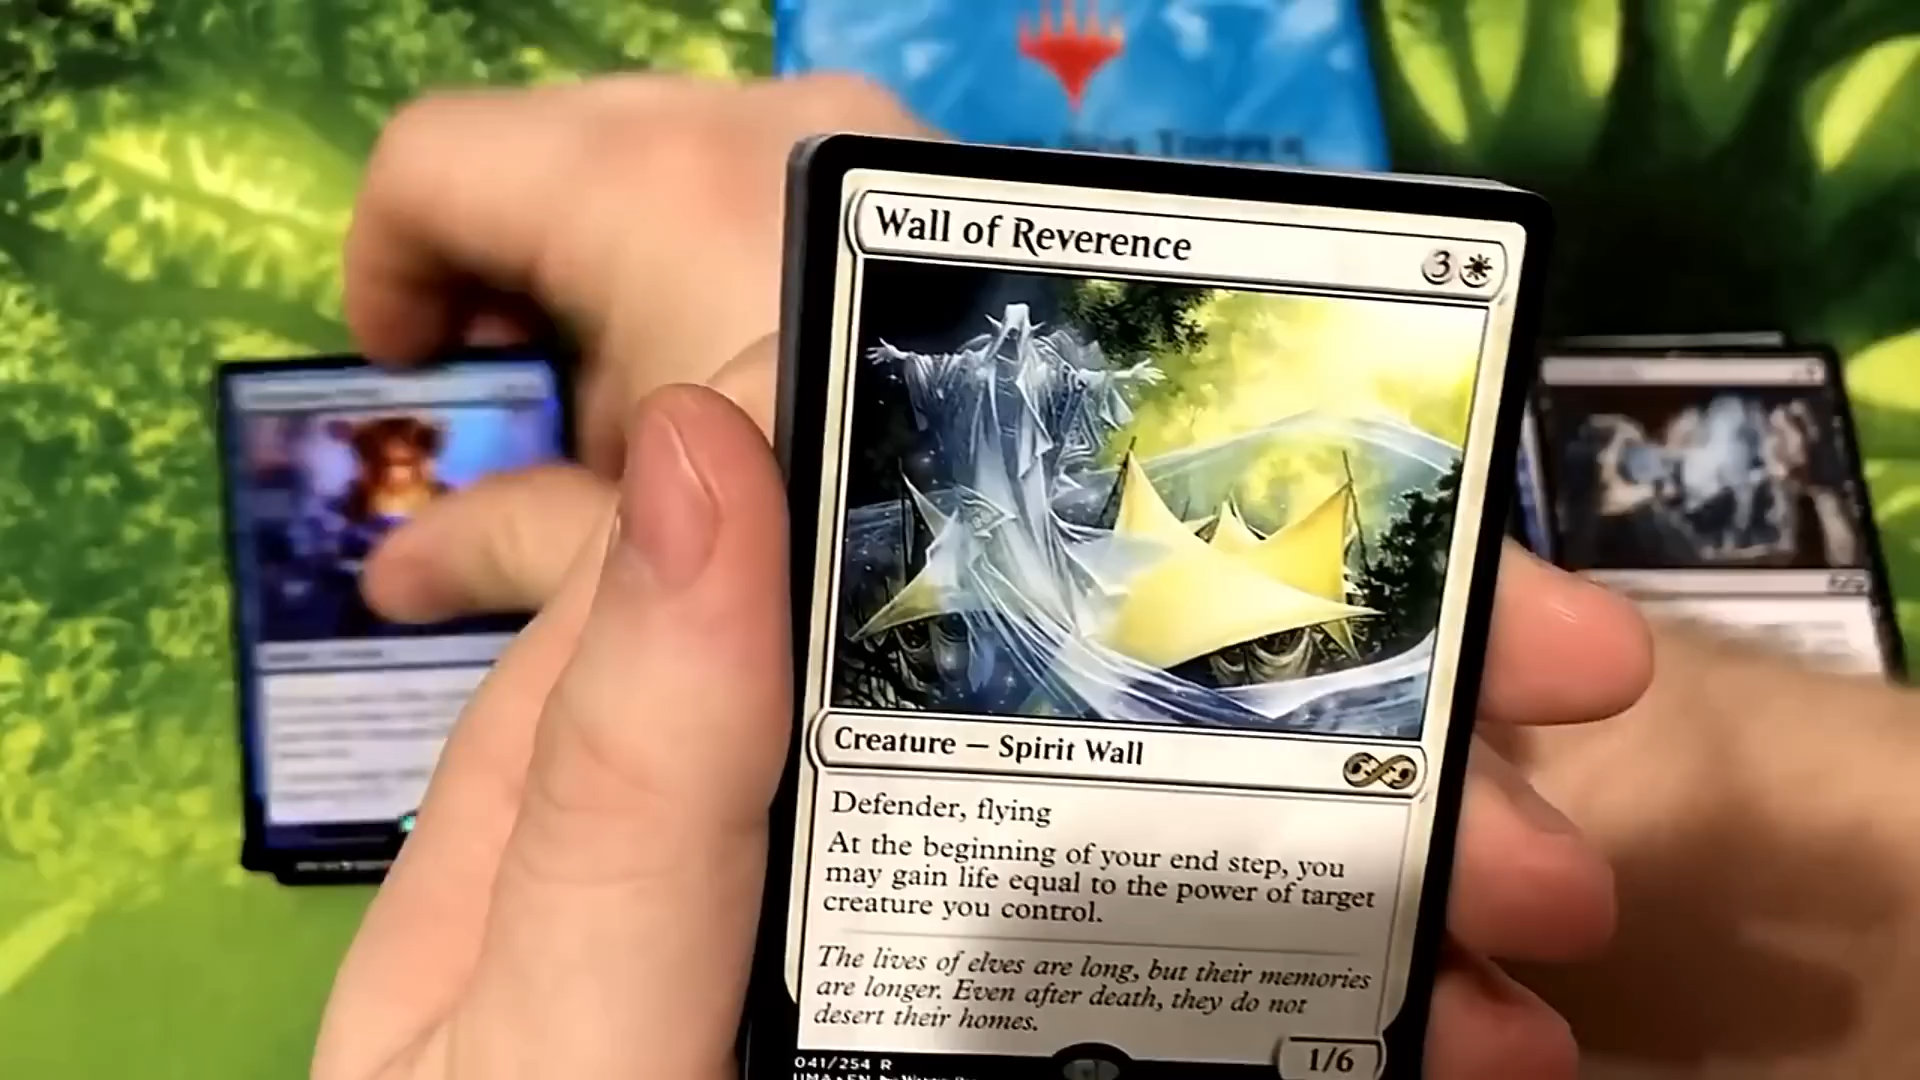 Wall of Reverence
3
Creature — Spirit Wall
Defender, flying
At the beginning of your end step, you
may gain life equal to the power of target
creature you control.
The lives of elves are long, but their memories
are longer. Even after death, they do not
desert their homes.
1/6
041/254 R
UMA • EN